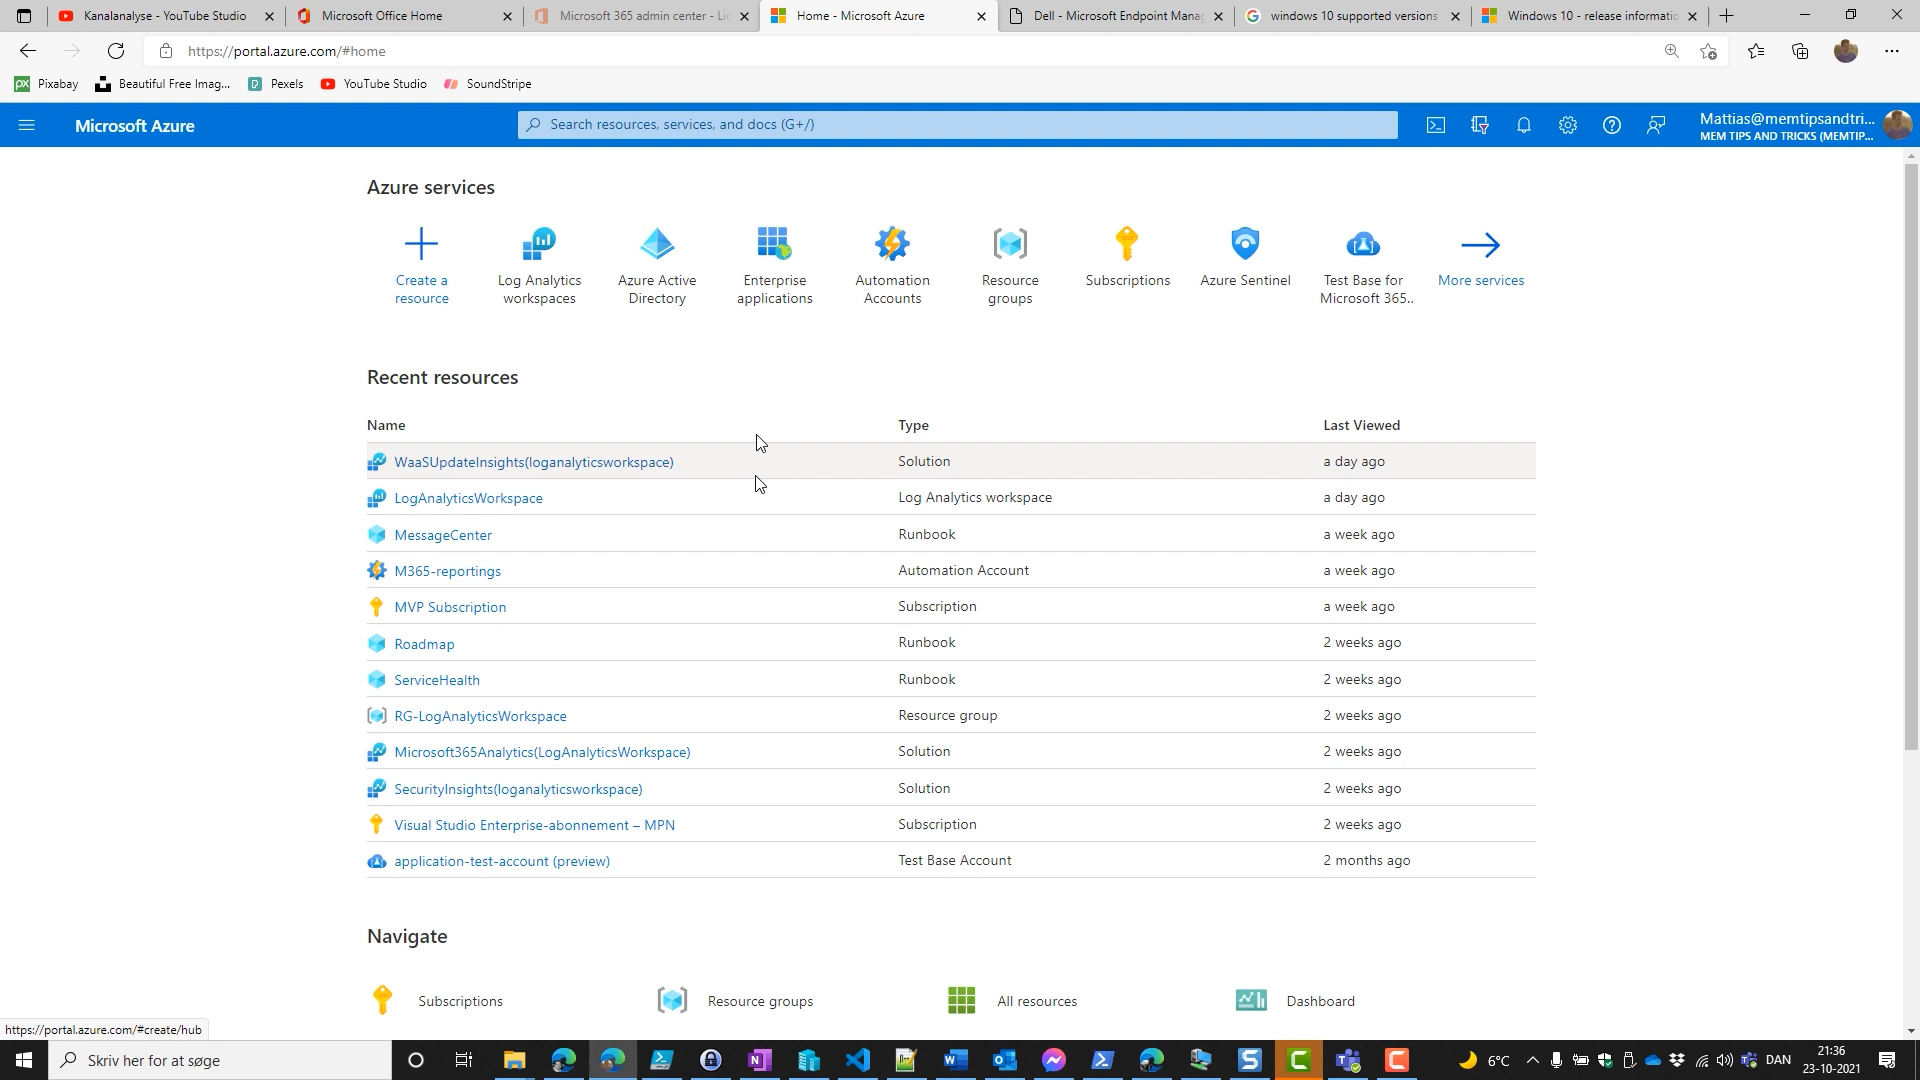 Kanalanalyse - YouTube Studio
Microsoft Office Home
Microsoft 365 admin center - Lic
Home - Microsoft Azure
Dell - Microsoft Endpoint Manag
windows 10 supported versions
Windows 10 - release informatic
https://portal.azure.com/#home
Pixabay
Beautiful Free Imag...
Pexels
YouTube Studio
SoundStripe
Microsoft Azure
Search resources, services, and docs (G+/)
Mattias@memtipsandtri...
MEM TIPS AND TRICKS (MEMTIP...
Azure services
Create a resource
Log Analytics workspaces
Azure Active Directory
Enterprise applications
Automation Accounts
Resource groups
Subscriptions
Azure Sentinel
Test Base for Microsoft 365..
More services
Recent resources
Name Type Last Viewed
WaaSUpdateInsights(loganalyticsworkspace) Solution a day ago
LogAnalyticsWorkspace Log Analytics workspace a day ago
MessageCenter Runbook a week ago
M365-reportings Automation Account a week ago
MVP Subscription Subscription a week ago
Roadmap Runbook 2 weeks ago
ServiceHealth Runbook 2 weeks ago
RG-LogAnalyticsWorkspace Resource group 2 weeks ago
Microsoft365Analytics(LogAnalyticsWorkspace) Solution 2 weeks ago
SecurityInsights(loganalyticsworkspace) Solution 2 weeks ago
Visual Studio Enterprise-abonnement – MPN Subscription 2 weeks ago
application-test-account (preview) Test Base Account 2 months ago
Navigate
Subscriptions
Resource groups
All resources
Dashboard
https://portal.azure.com/#create/hub
Skriv her for at søge
6°C
DAN
21:36
23-10-2021